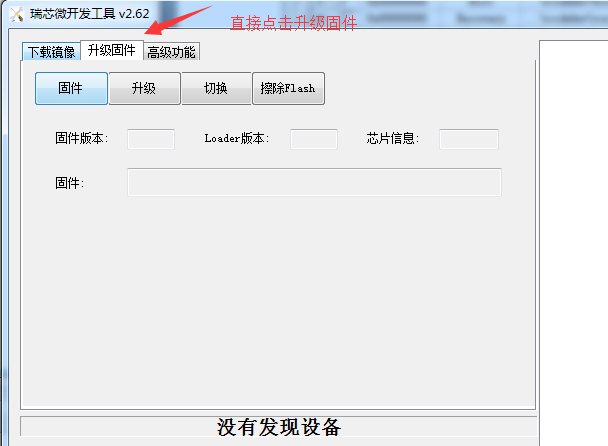 瑞芯微开发工具 v2.62
直接点击升级固件
下载镜像 升级固件 高级功能
固件 升级 切换 擦除Flash
固件版本: Loader版本: 芯片信息:
固件:
没有发现设备